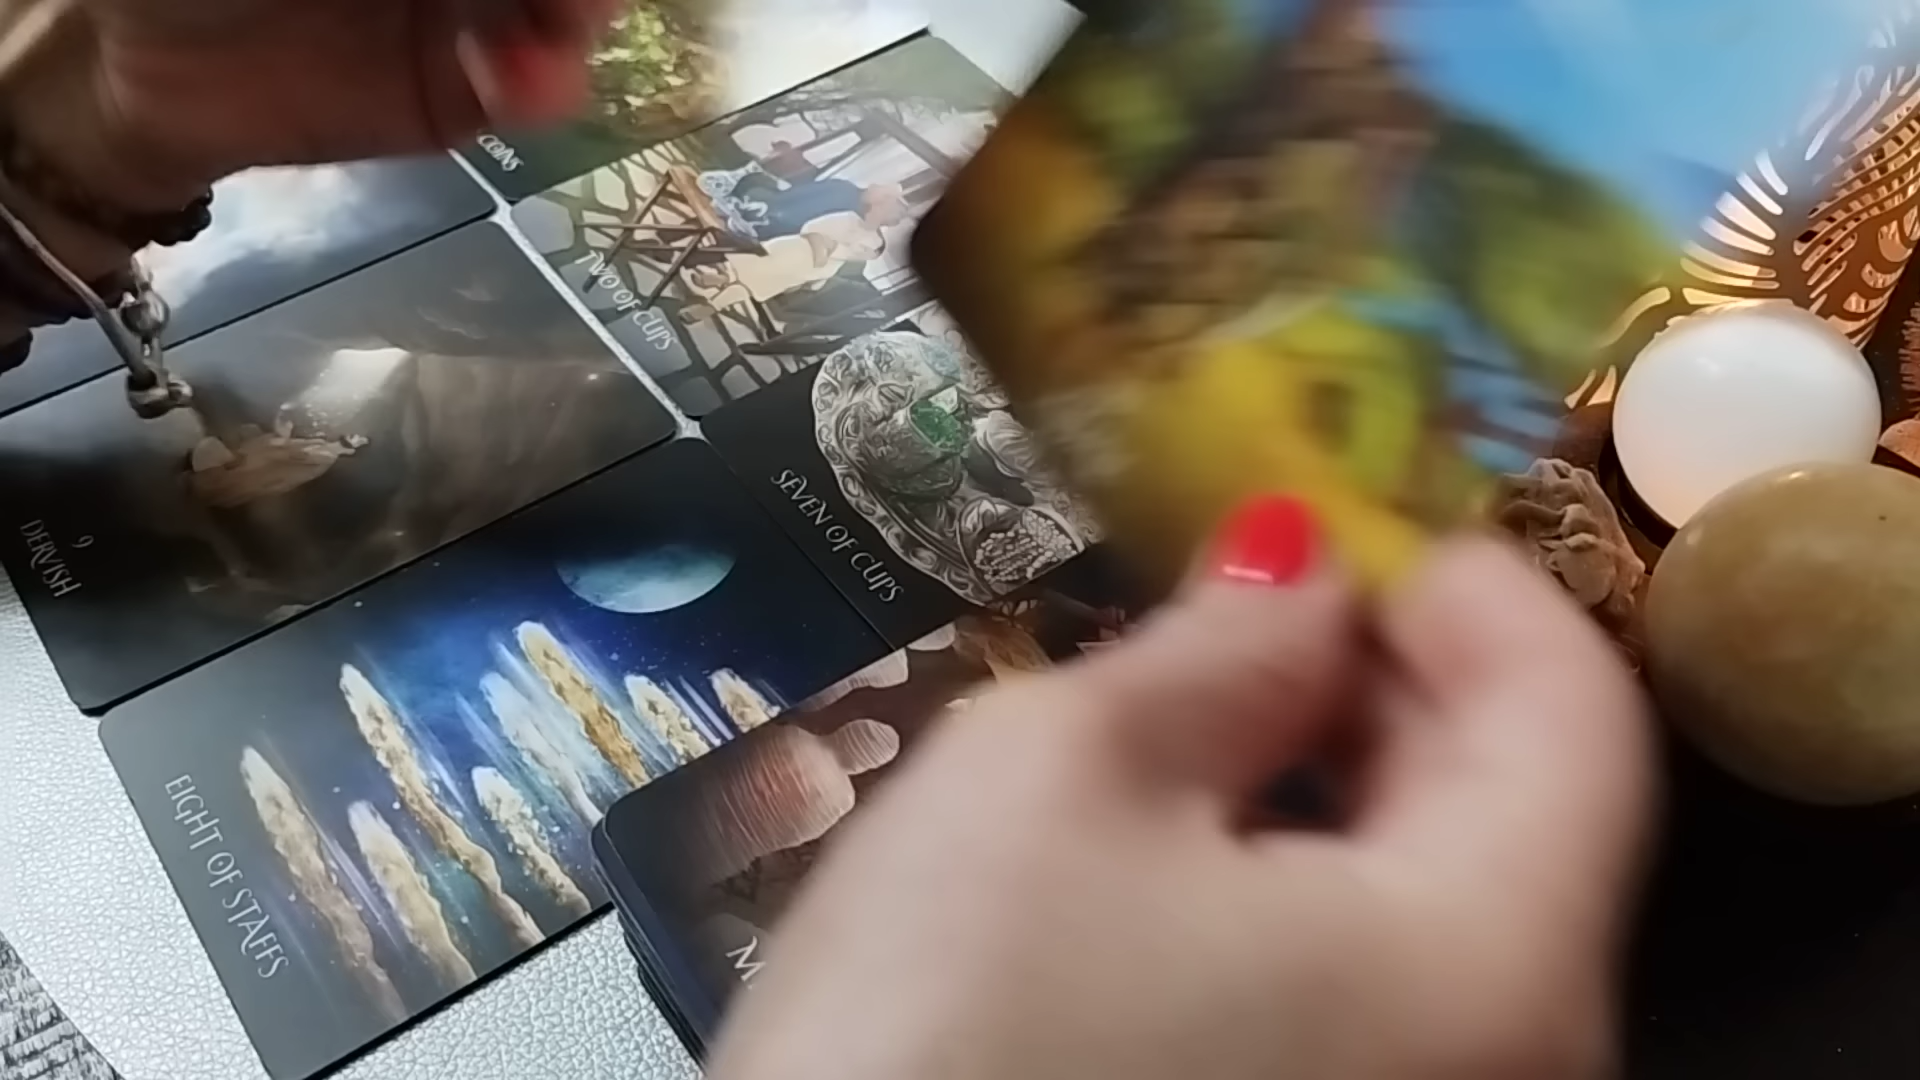 COINS
TWO OF CUPS
SEVEN OF CUPS
9
DERVISH
EIGHT OF STAFFS